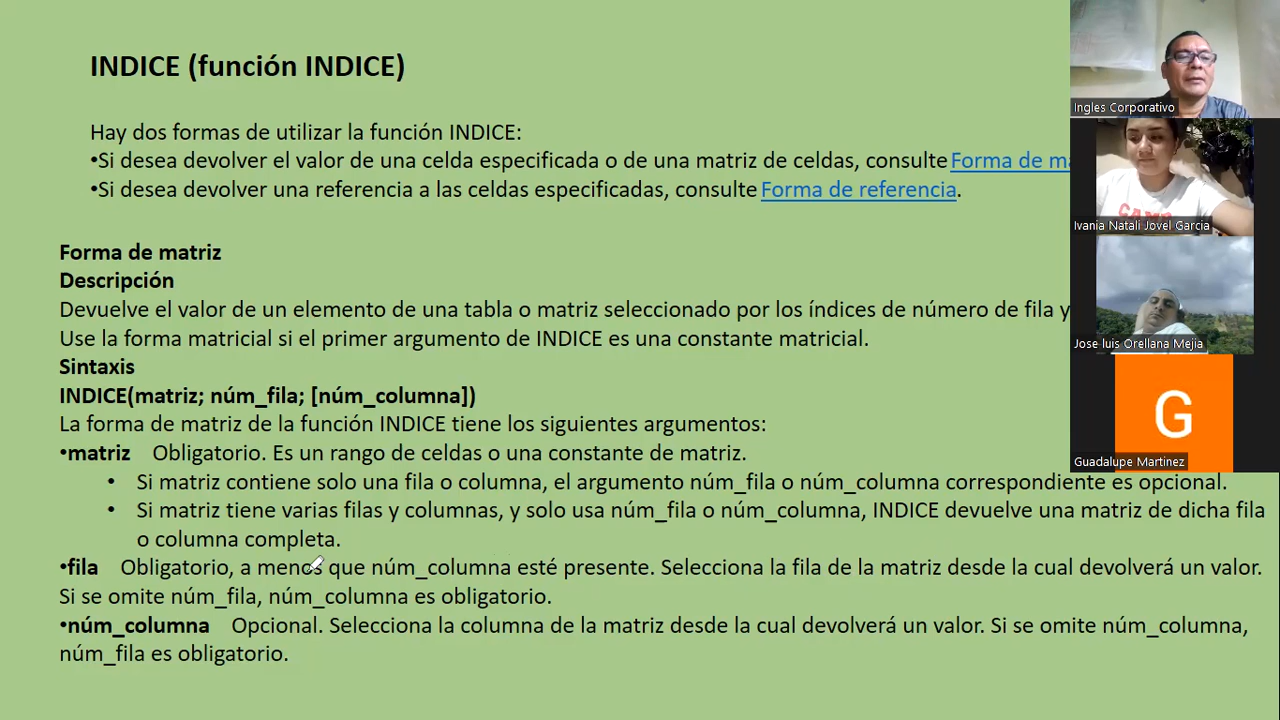 INDICE (función INDICE)
Hay dos formas de utilizar la función INDICE:
•Si desea devolver el valor de una celda especificada o de una matriz de celdas, consulte Forma de
•Si desea devolver una referencia a las celdas especificadas, consulte Forma de referencia.
Forma de matriz
Descripción
Devuelve el valor de un elemento de una tabla o matriz seleccionado por los índices de número de fila y
Use la forma matricial si el primer argumento de INDICE es una constante matricial.
Sintaxis
INDICE(matriz; núm_fila; [núm_columna])
La forma de matriz de la función INDICE tiene los siguientes argumentos:
•matriz Obligatorio. Es un rango de celdas o una constante de matriz.
• Si matriz contiene solo una fila o columna, el argumento núm_fila o núm_columna correspondiente es opcional.
• Si matriz tiene varias filas y columnas, y solo usa núm_fila o núm_columna, INDICE devuelve una matriz de dicha fila
o columna completa.
•fila Obligatorio, a menos que núm_columna esté presente. Selecciona la fila de la matriz desde la cual devolverá un valor.
Si se omite núm_fila, núm_columna es obligatorio.
•núm_columna Opcional. Selecciona la columna de la matriz desde la cual devolverá un valor. Si se omite núm_columna,
núm_fila es obligatorio.
Ingles Corporativo
Ivania Natali Jovel Garcia
Jose luis Orellana Mejia
G
Guadalupe Martinez